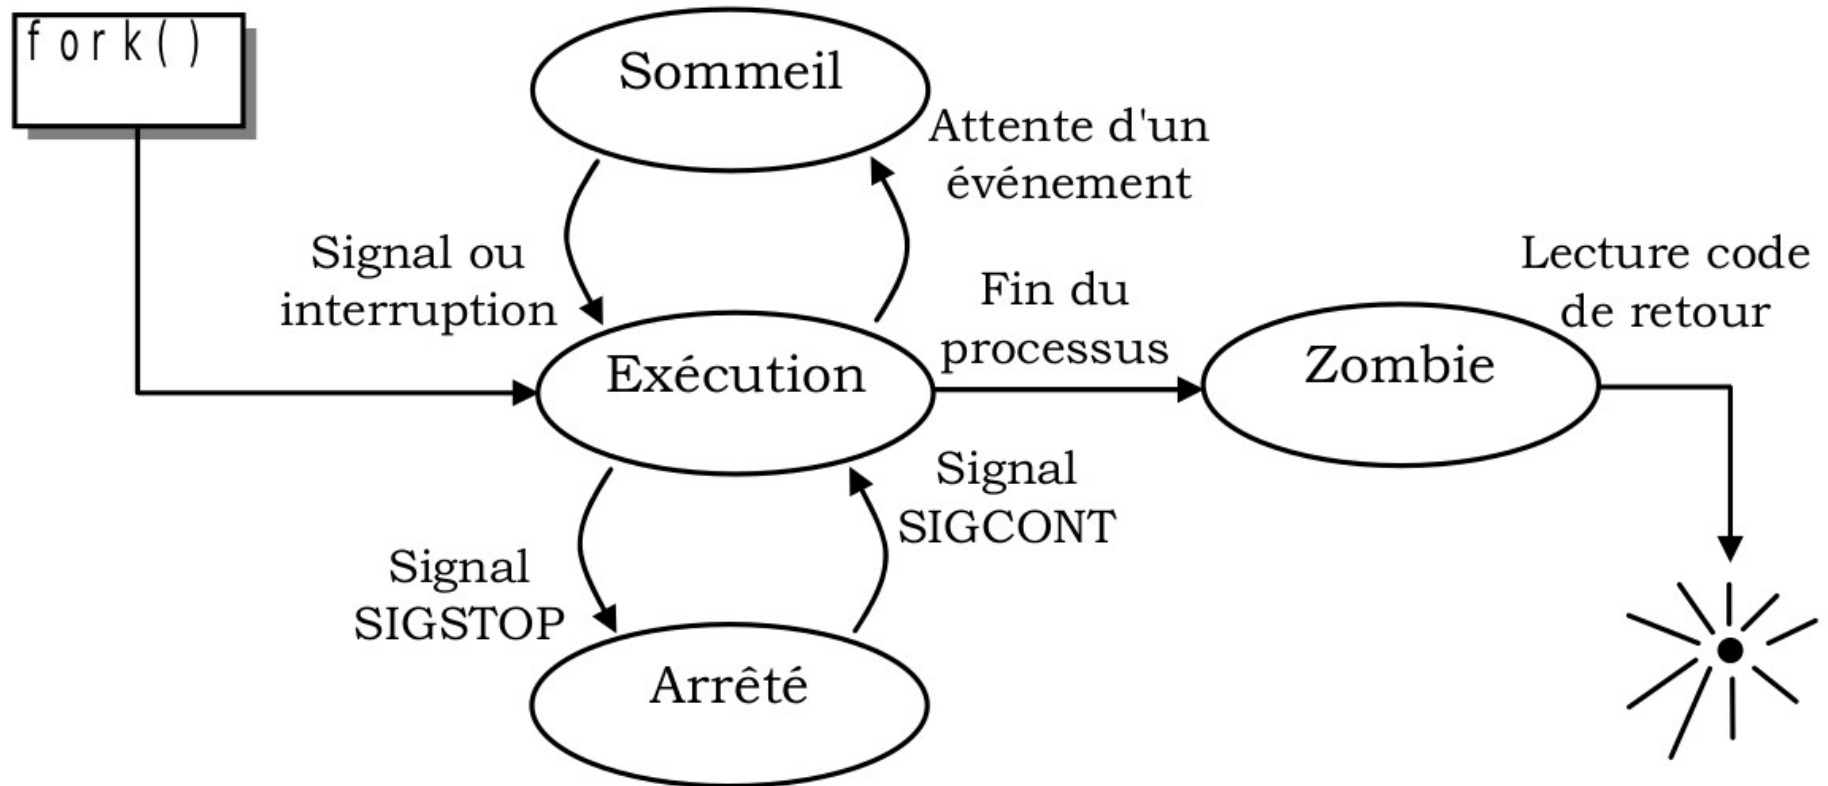 fork()
Sommeil
Attente d'un
événement
Signal ou
interruption
Fin du
processus
Lecture code
de retour
Exécution
Zombie
Signal
SIGCONT
Signal
SIGSTOP
Arrêté